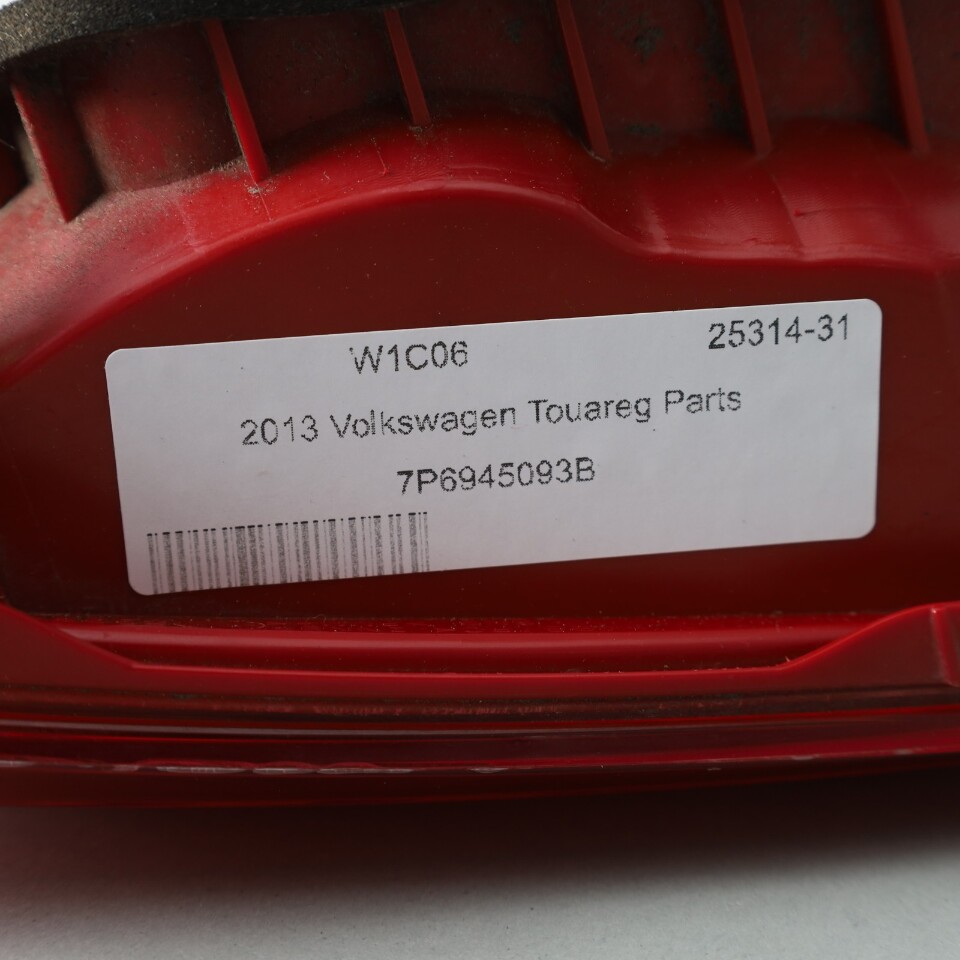 W1C06 25314-31
2013 Volkswagen Touareg Parts
7P6945093B